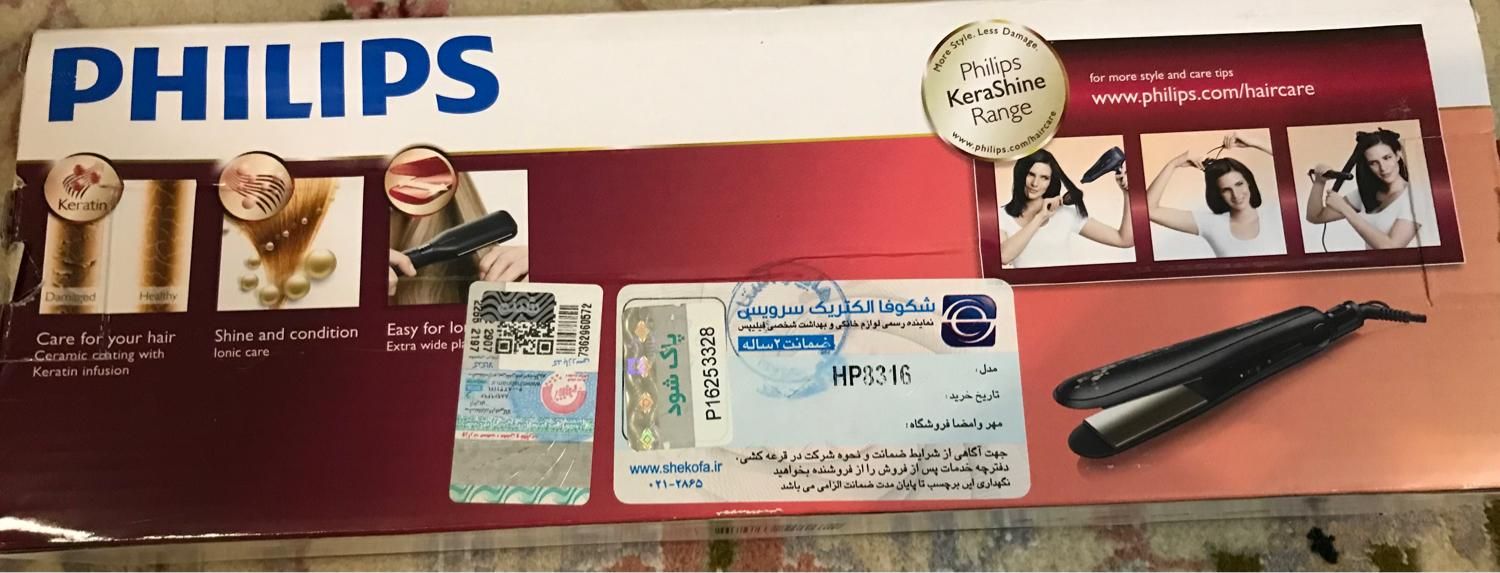 PHILIPS
More Style. Less Damage.
Philips
KeraShine
Range
www.philips.com/haircare
for more style and care tips
www.philips.com/haircare
Keratin
Damaged
Healthy
Care for your hair
Ceramic coating with
Keratin infusion
Shine and condition
Ionic care
Easy for lo
Extra wide pl
7362060572
پاک شود
P16253328
شکوفا الکتریک سرویس
نماینده رسمی لوازم خانگی و بهداشت شخصی فیلیپس
ضمانت ۲ ساله
مدل:
HP8316
تاریخ خرید:
مهر وامضا فروشگاه:
جهت آگاهی از شرایط ضمانت و نحوه شرکت در قرعه کشی،
دفترچه خدمات پس از فروش را از فروشنده بخواهید
نگهداری این برچسب تا پایان مدت ضمانت الزامی می باشد
www.shekofa.ir
۰۲۱-۲۸۶۵